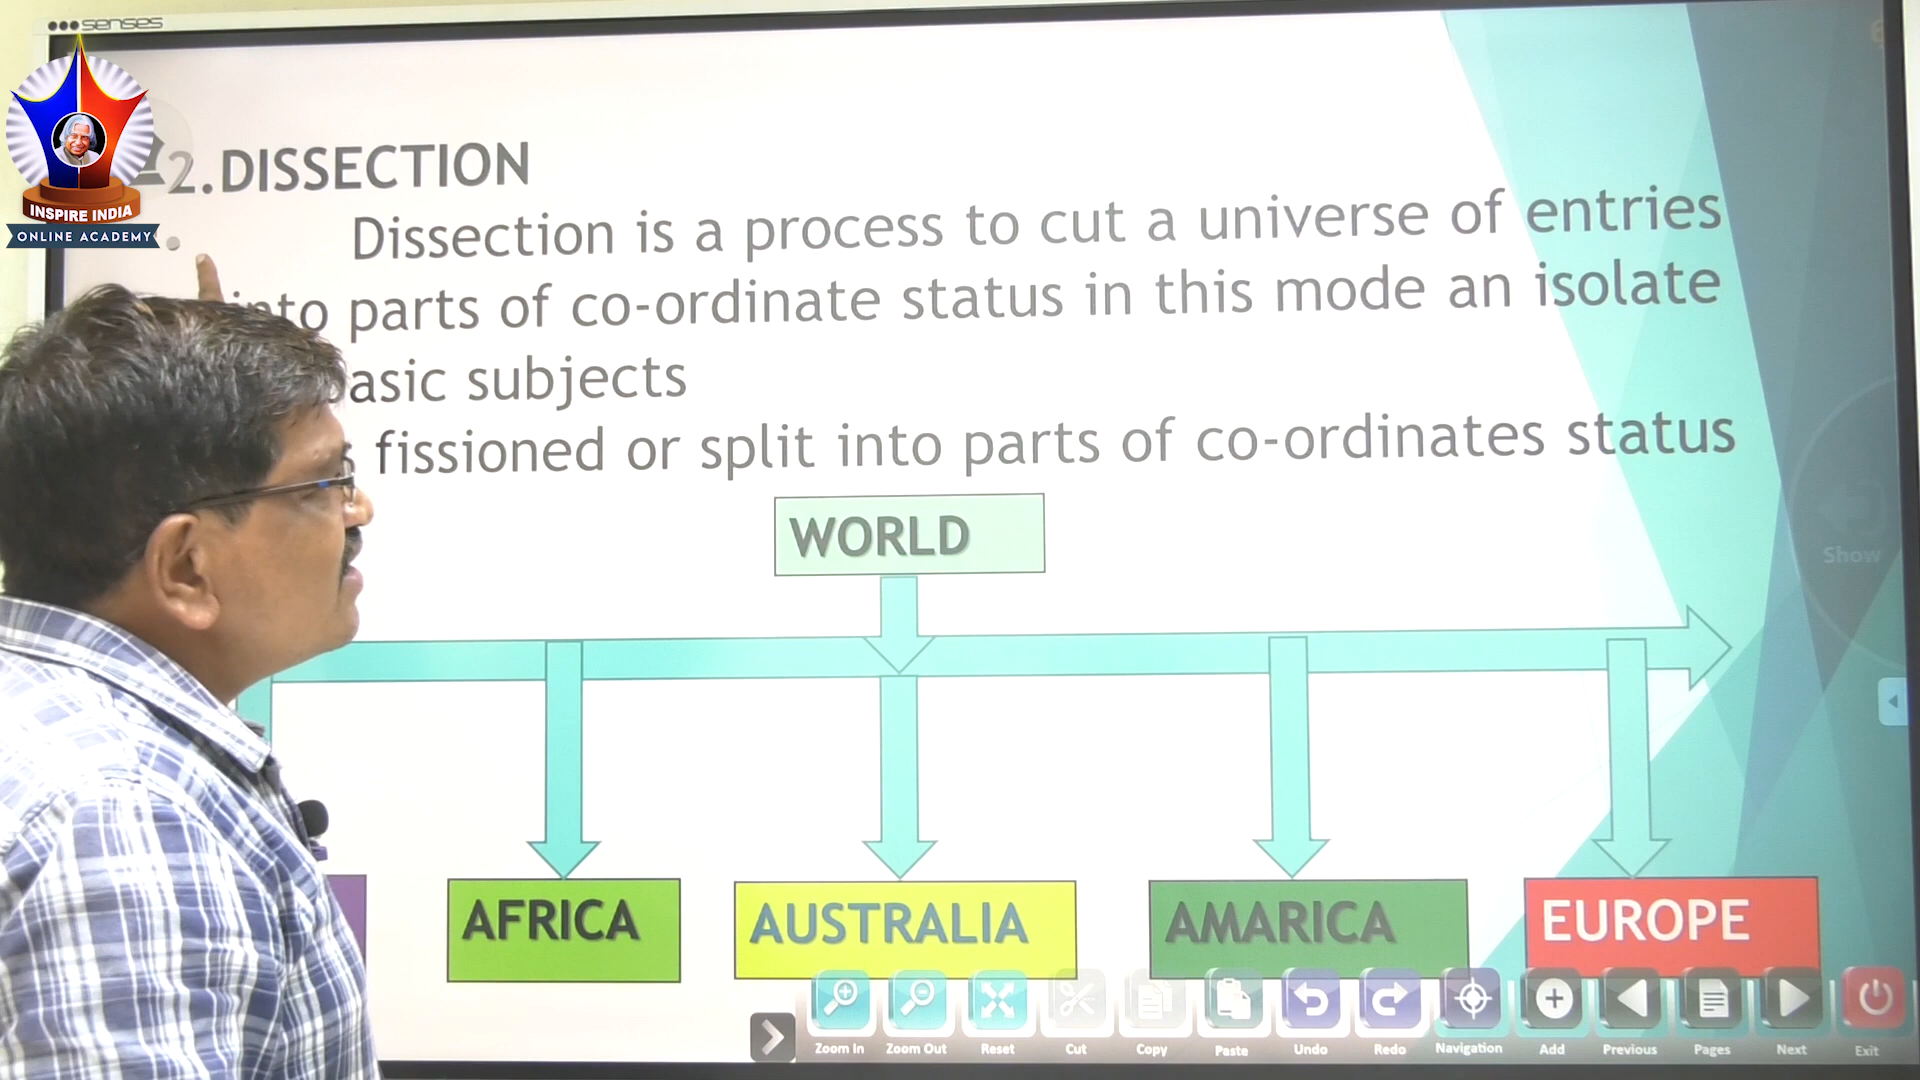 senses
INSPIRE INDIA
ONLINE ACADEMY
2.DISSECTION
Dissection is a process to cut a universe of entries
into parts of co-ordinate status in this mode an isolate
asic subjects
s fissioned or split into parts of co-ordinates status
WORLD
Show
AFRICA
AUSTRALIA
AMARICA
EUROPE
Zoom In
Zoom Out
Reset
Cut
Copy
Paste
Undo
Redo
Navigation
Add
Previous
Pages
Next
Exit